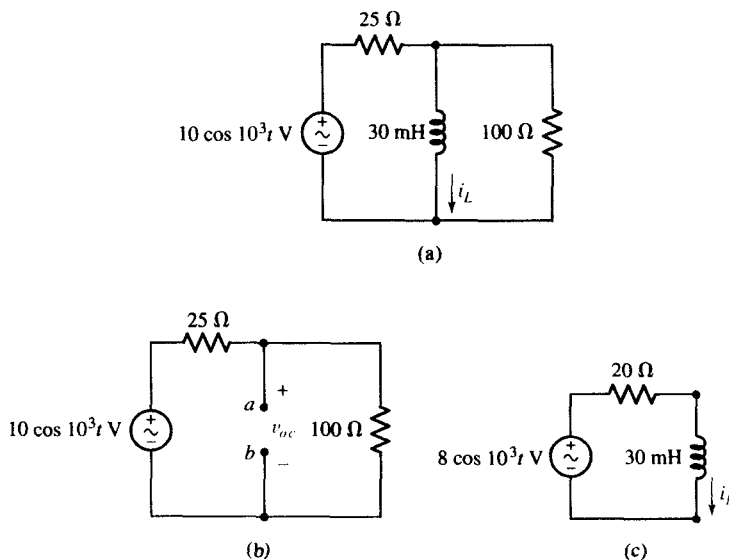 25 Ω
10 cos 10³t V
+
−
30 mH
100 Ω
i_L
(a)
25 Ω
10 cos 10³t V
+
−
a
+
v_oc
b
−
100 Ω
(b)
20 Ω
8 cos 10³t V
+
−
30 mH
(c)